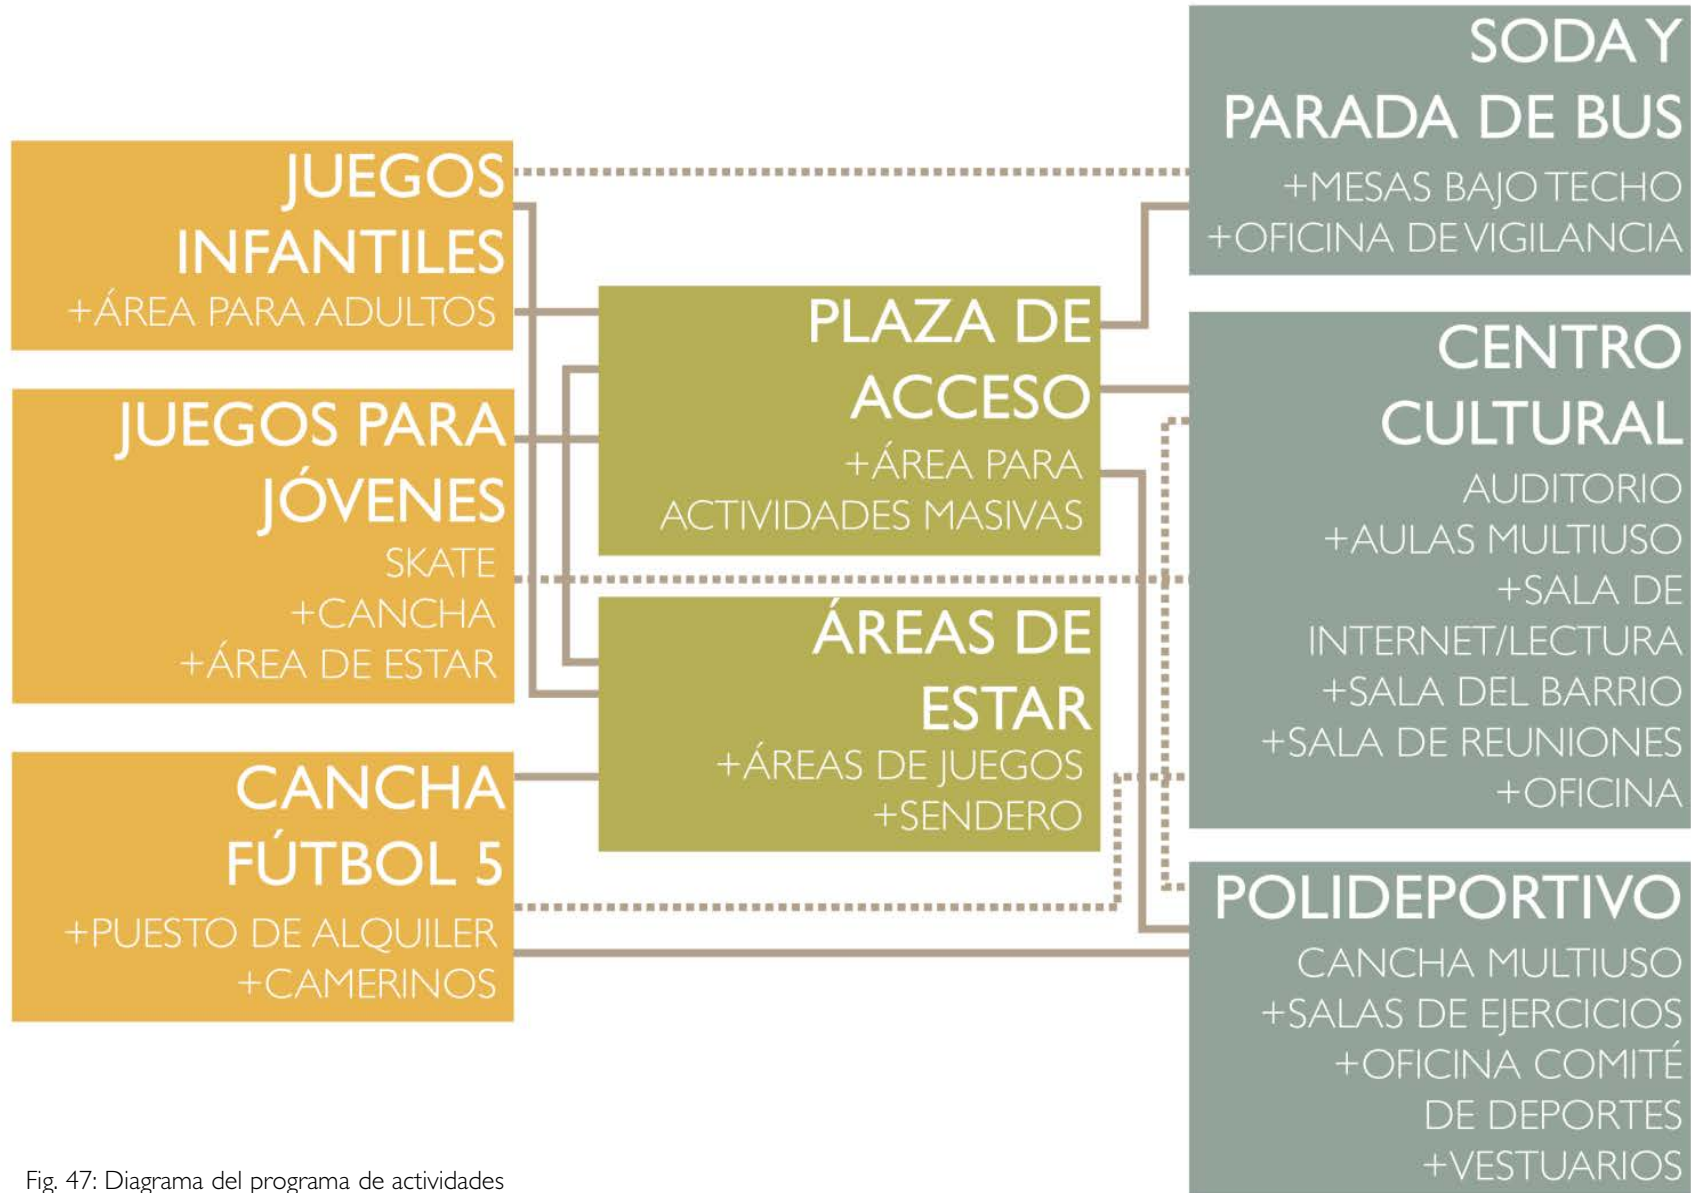 JUEGOS
INFANTILES
+ÁREA PARA ADULTOS
JUEGOS PARA
JÓVENES
SKATE
+CANCHA
+ÁREA DE ESTAR
CANCHA
FÚTBOL 5
+PUESTO DE ALQUILER
+CAMERINOS
PLAZA DE
ACCESO
+ÁREA PARA
ACTIVIDADES MASIVAS
ÁREAS DE
ESTAR
+ÁREAS DE JUEGOS
+SENDERO
SODA Y
PARADA DE BUS
+MESAS BAJO TECHO
+OFICINA DE VIGILANCIA
CENTRO
CULTURAL
AUDITORIO
+AULAS MULTIUSO
+SALA DE
INTERNET/LECTURA
+SALA DEL BARRIO
+SALA DE REUNIONES
+OFICINA
POLIDEPORTIVO
CANCHA MULTIUSO
+SALAS DE EJERCICIOS
+OFICINA COMITÉ
DE DEPORTES
+VESTUARIOS
Fig. 47: Diagrama del programa de actividades